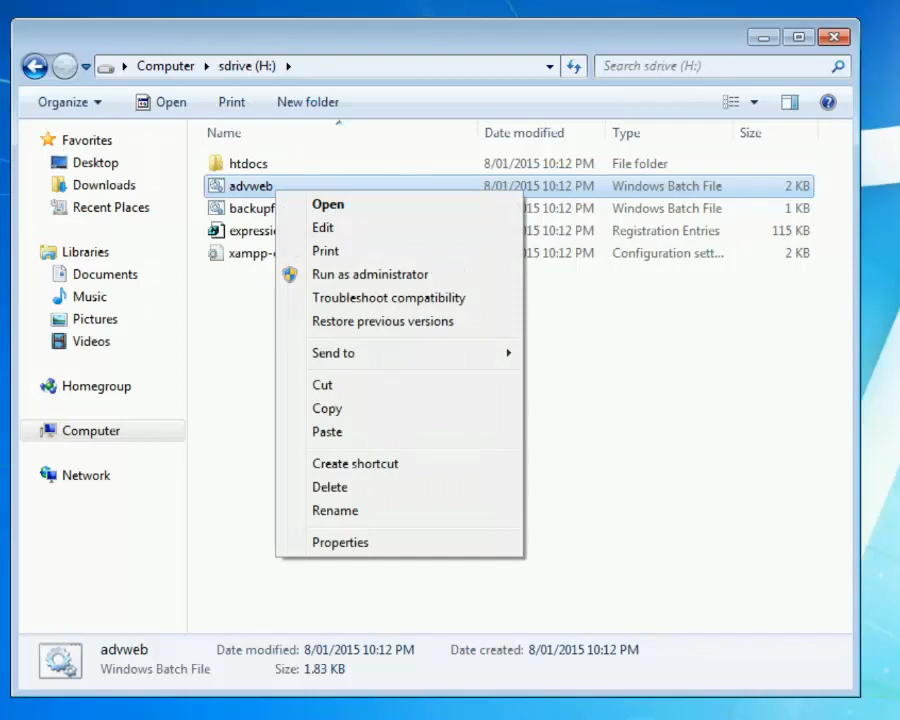 Computer ▸ sdrive (H:) ▸
Search sdrive (H:)
Organize Open Print New folder
Name Date modified Type Size
Favorites
Desktop
Downloads
Recent Places
Libraries
Documents
Music
Pictures
Videos
Homegroup
Computer
Network
htdocs 8/01/2015 10:12 PM File folder
advweb 8/01/2015 10:12 PM Windows Batch File 2 KB
backupf 015 10:12 PM Windows Batch File 1 KB
expressi 015 10:12 PM Registration Entries 115 KB
xampp- 015 10:12 PM Configuration sett... 2 KB
Open
Edit
Print
Run as administrator
Troubleshoot compatibility
Restore previous versions
Send to
Cut
Copy
Paste
Create shortcut
Delete
Rename
Properties
advweb Date modified: 8/01/2015 10:12 PM Date created: 8/01/2015 10:12 PM
Windows Batch File Size: 1.83 KB